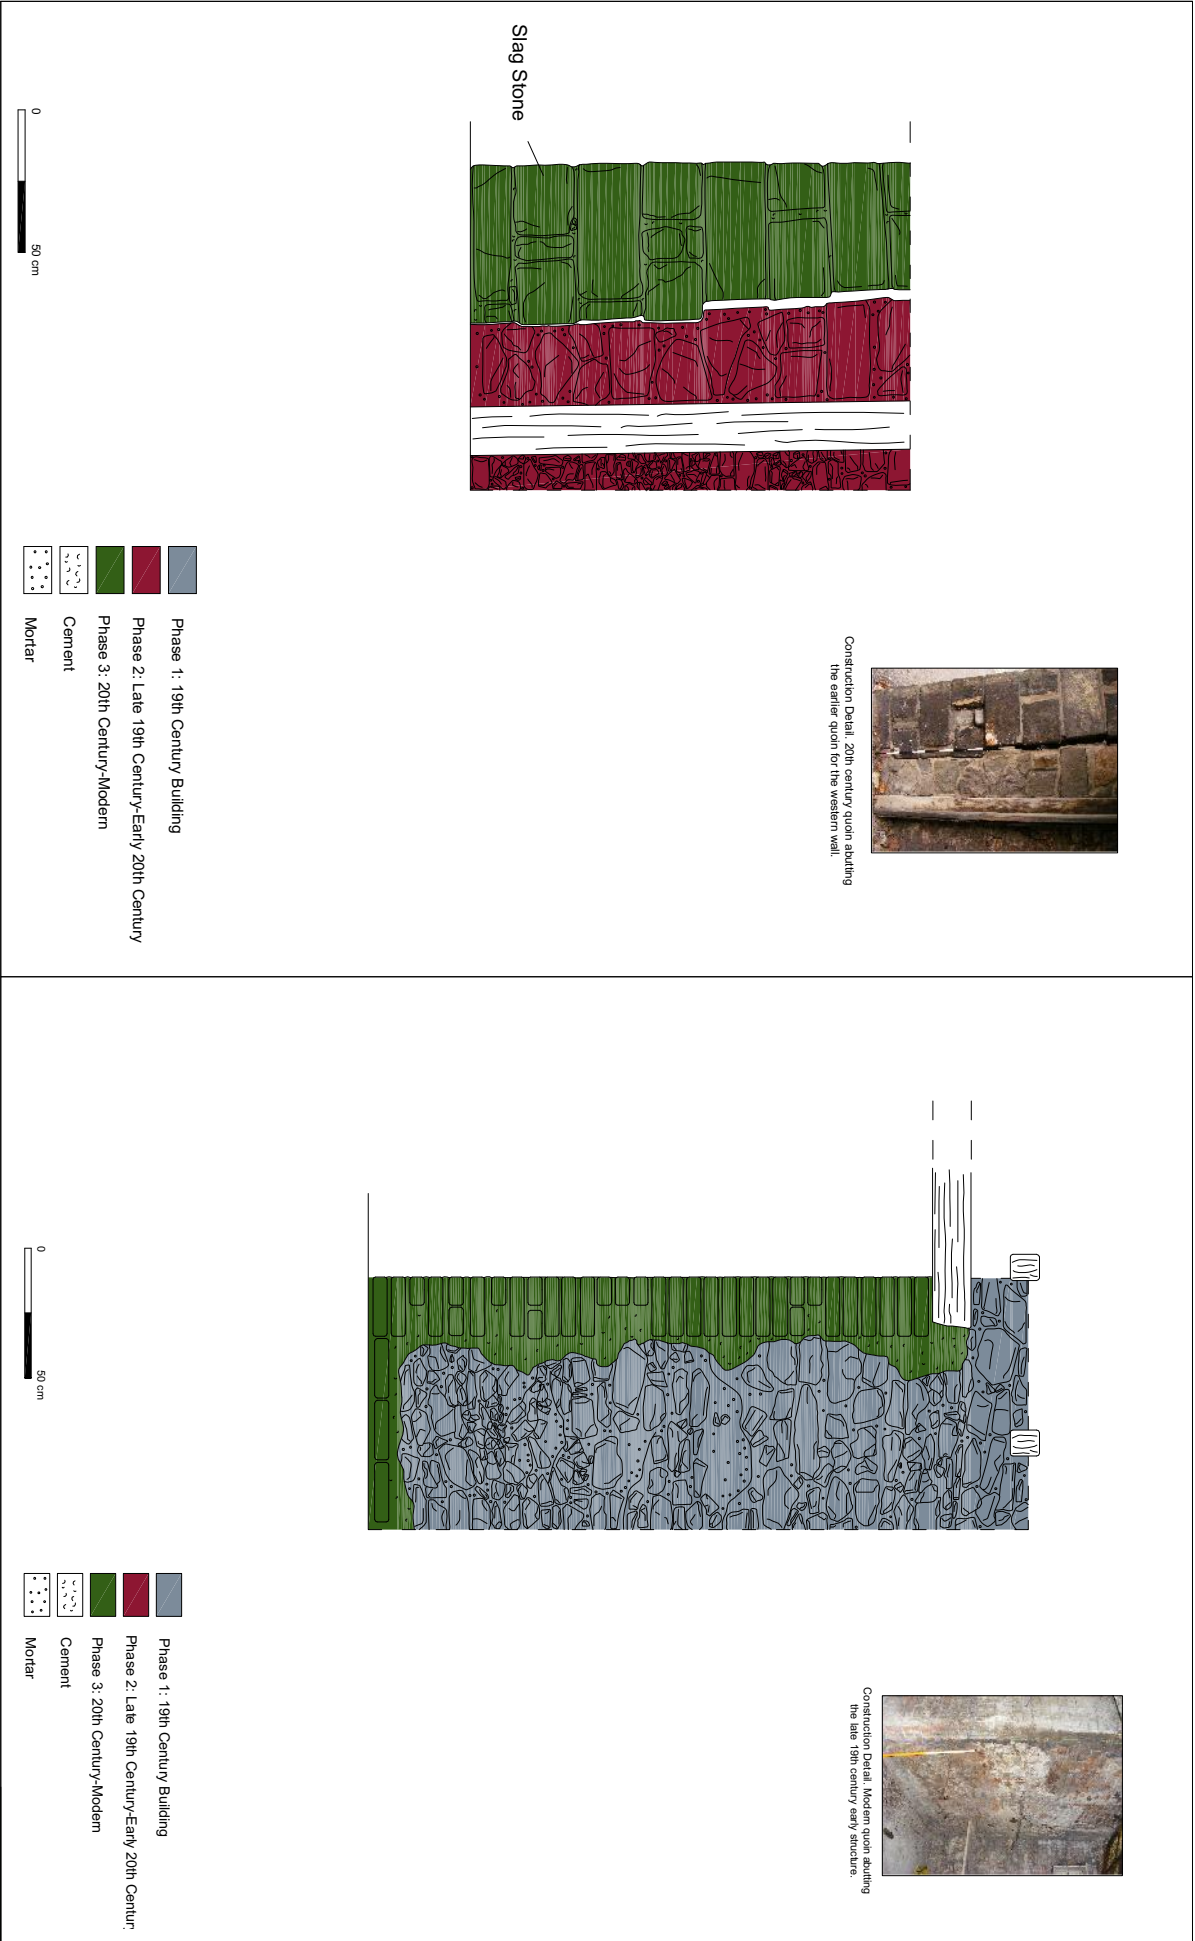 Slag Stone
Construction Detail. 20th century quoin abutting
the earlier quoin for the western wall.
Phase 1: 19th Century Building
Phase 2: Late 19th Century-Early 20th Century
Phase 3: 20th Century-Modern
Cement
Mortar
0
50 cm
Construction Detail. Modern quoin abutting
the late 19th century early structure.
Phase 1: 19th Century Building
Phase 2: Late 19th Century-Early 20th Centur
Phase 3: 20th Century-Modern
Cement
Mortar
0
50 cm